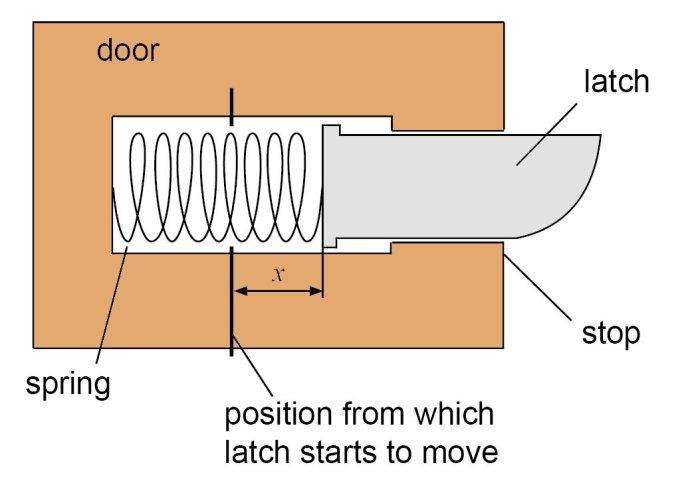 door
latch
x
stop
spring
position from which
latch starts to move